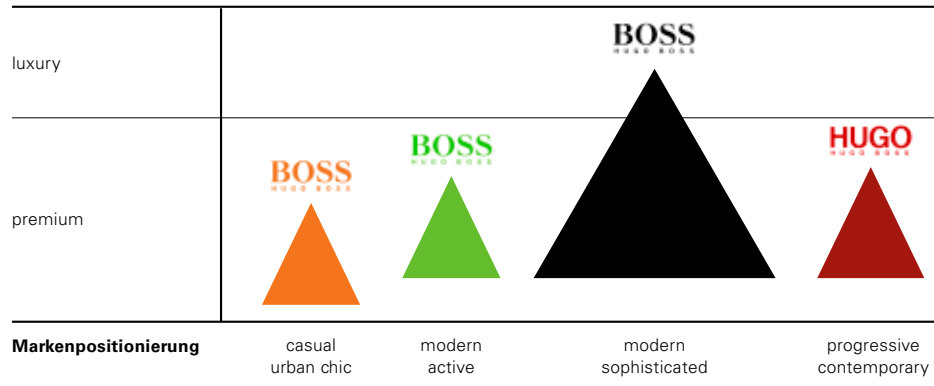 BOSS
HUGO BOSS
luxury
HUGO
HUGO BOSS
BOSS
HUGO BOSS
BOSS
HUGO BOSS
premium
Markenpositionierung
casual
urban chic
modern
active
modern
sophisticated
progressive
contemporary